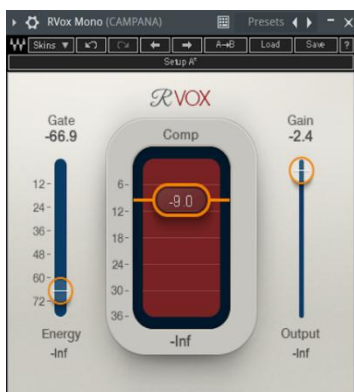 RVox Mono (CAMPANA) Presets
Skins A→B Load Save ?
Setup A*
RVOX
Gate
-66.9
Comp
Gain
-2.4
12-
24-
36-
48-
60-
72-
6-
12-
18-
24-
30-
36-
-9.0
Energy
-Inf
-Inf
Output
-Inf